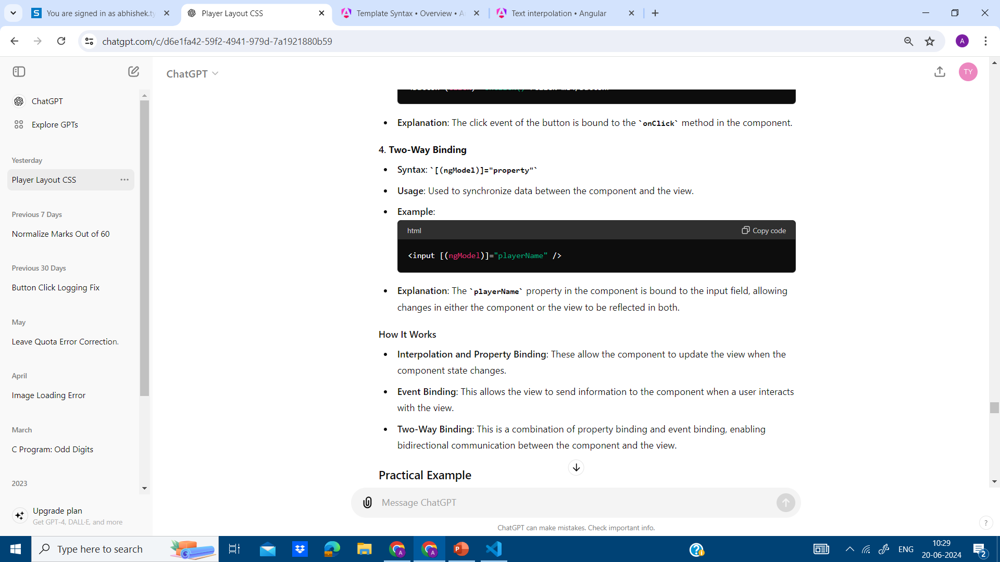 You are signed in as abhishek.ty
Player Layout CSS
Template Syntax • Overview • A
Text interpolation • Angular
chatgpt.com/c/d6e1fa42-59f2-4941-979d-7a1921880b59
A
ChatGPT
TY
ChatGPT
Explore GPTs
Yesterday
Player Layout CSS
Previous 7 Days
Normalize Marks Out of 60
Previous 30 Days
Button Click Logging Fix
May
Leave Quota Error Correction.
April
Image Loading Error
March
C Program: Odd Digits
2023
Upgrade plan
Get GPT-4, DALL·E, and more
Explanation: The click event of the button is bound to the `onClick` method in the component.
4. Two-Way Binding
Syntax: `[(ngModel)]="property"`
Usage: Used to synchronize data between the component and the view.
Example:
html
Copy code
<input [(ngModel)]="playerName" />
Explanation: The `playerName` property in the component is bound to the input field, allowing
changes in either the component or the view to be reflected in both.
How It Works
Interpolation and Property Binding: These allow the component to update the view when the
component state changes.
Event Binding: This allows the view to send information to the component when a user interacts
with the view.
Two-Way Binding: This is a combination of property binding and event binding, enabling
bidirectional communication between the component and the view.
Practical Example
Message ChatGPT
ChatGPT can make mistakes. Check important info.
?
Type here to search
ENG
10:29
20-06-2024
2